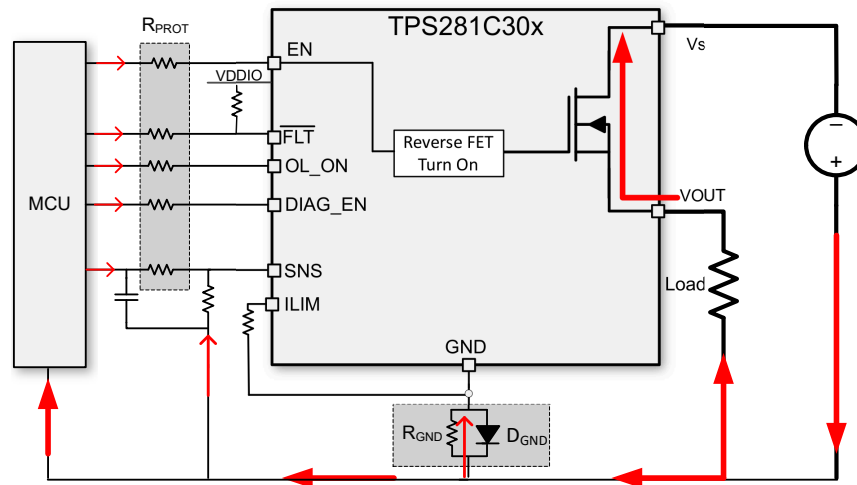 RPROT
TPS281C30x
EN
Vs
VDDIO
FLT
Reverse FET
Turn On
OL_ON
MCU
DIAG_EN
VOUT
SNS
Load
ILIM
GND
RGND
DGND
−
+